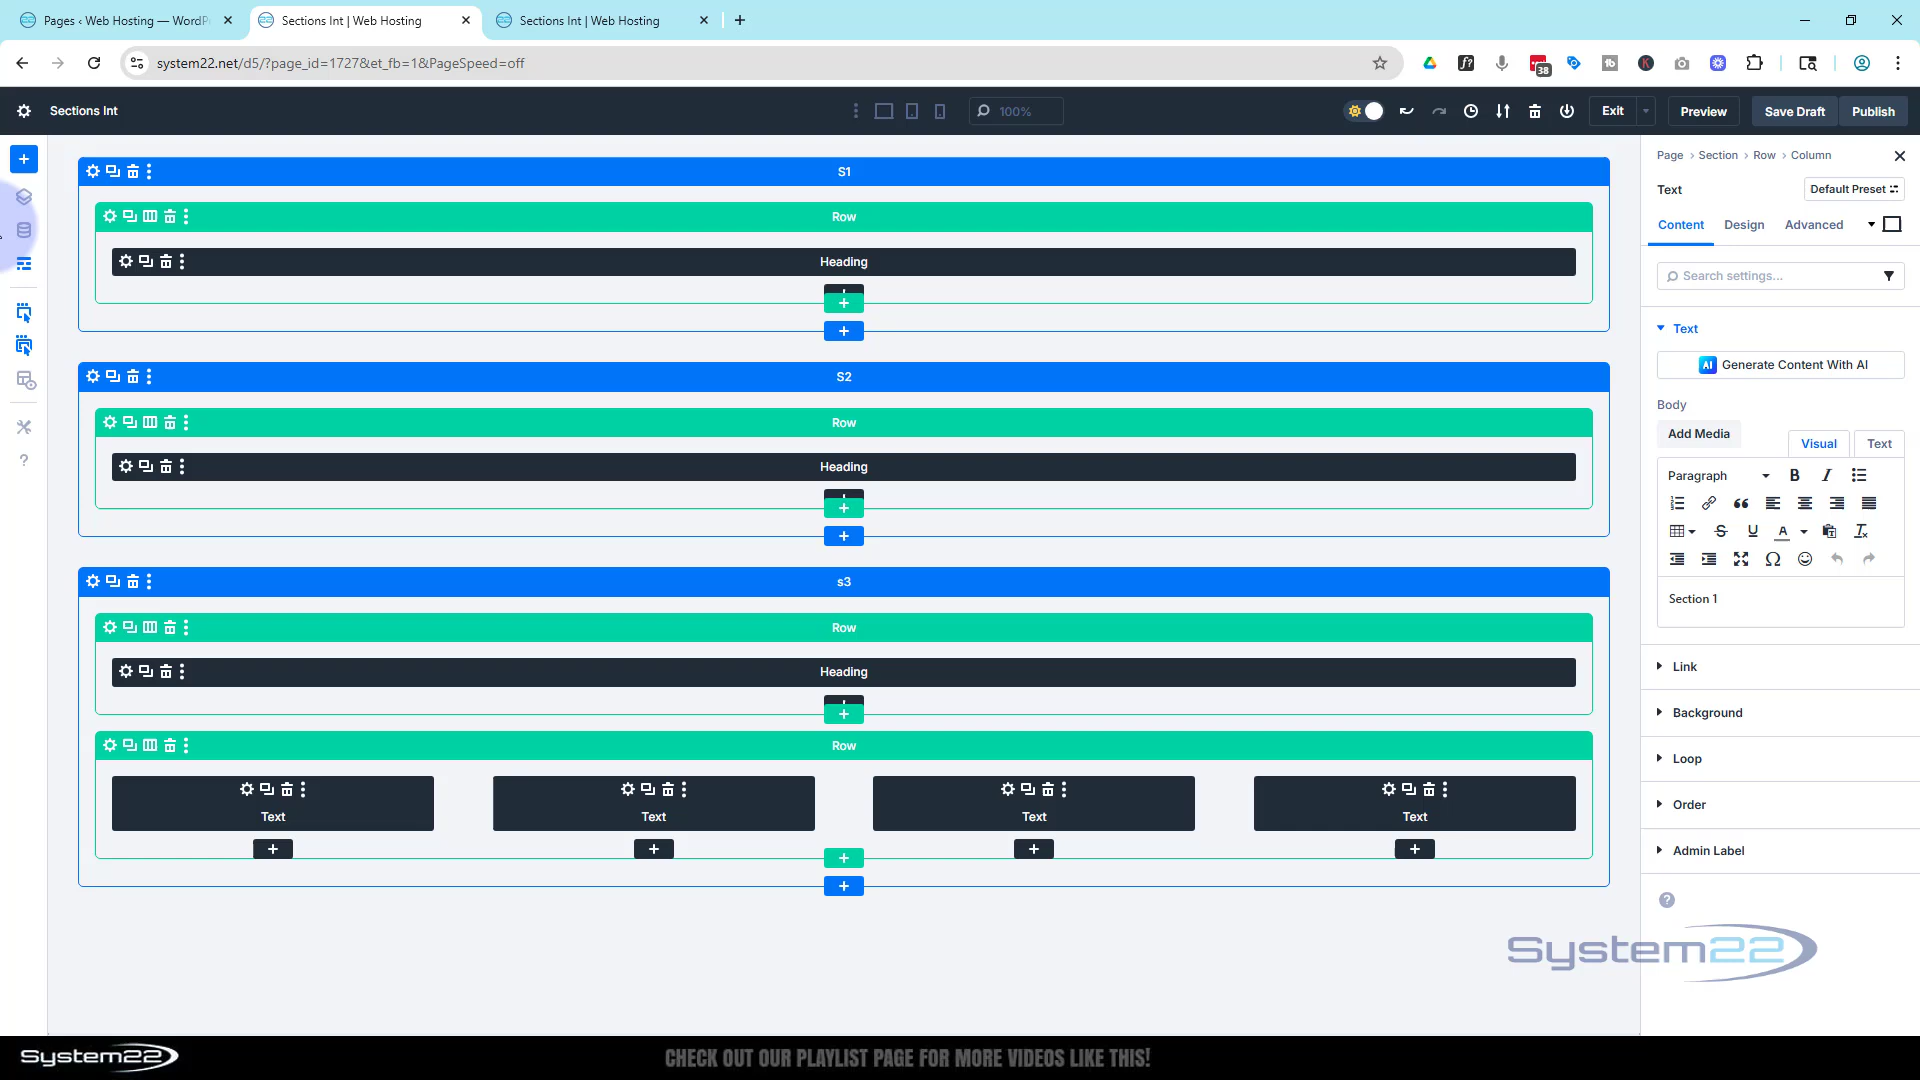 Pages ‹ Web Hosting — WordP
Sections Int | Web Hosting
Sections Int | Web Hosting
system22.net/d5/?page_id=1727&et_fb=1&PageSpeed=off
38
Sections Int
100%
Exit
Preview
Save Draft
Publish
S1
Row
Heading
S2
Row
Heading
s3
Row
Heading
Row
Text
Text
Text
Text
Page > Section > Row > Column
Text
Default Preset
Content
Design
Advanced
Search settings...
Text
AI Generate Content With AI
Body
Add Media
Visual
Text
Paragraph
Section 1
Link
Background
Loop
Order
Admin Label
System22
System22
CHECK OUT OUR PLAYLIST PAGE FOR MORE VIDEOS LIKE THIS!